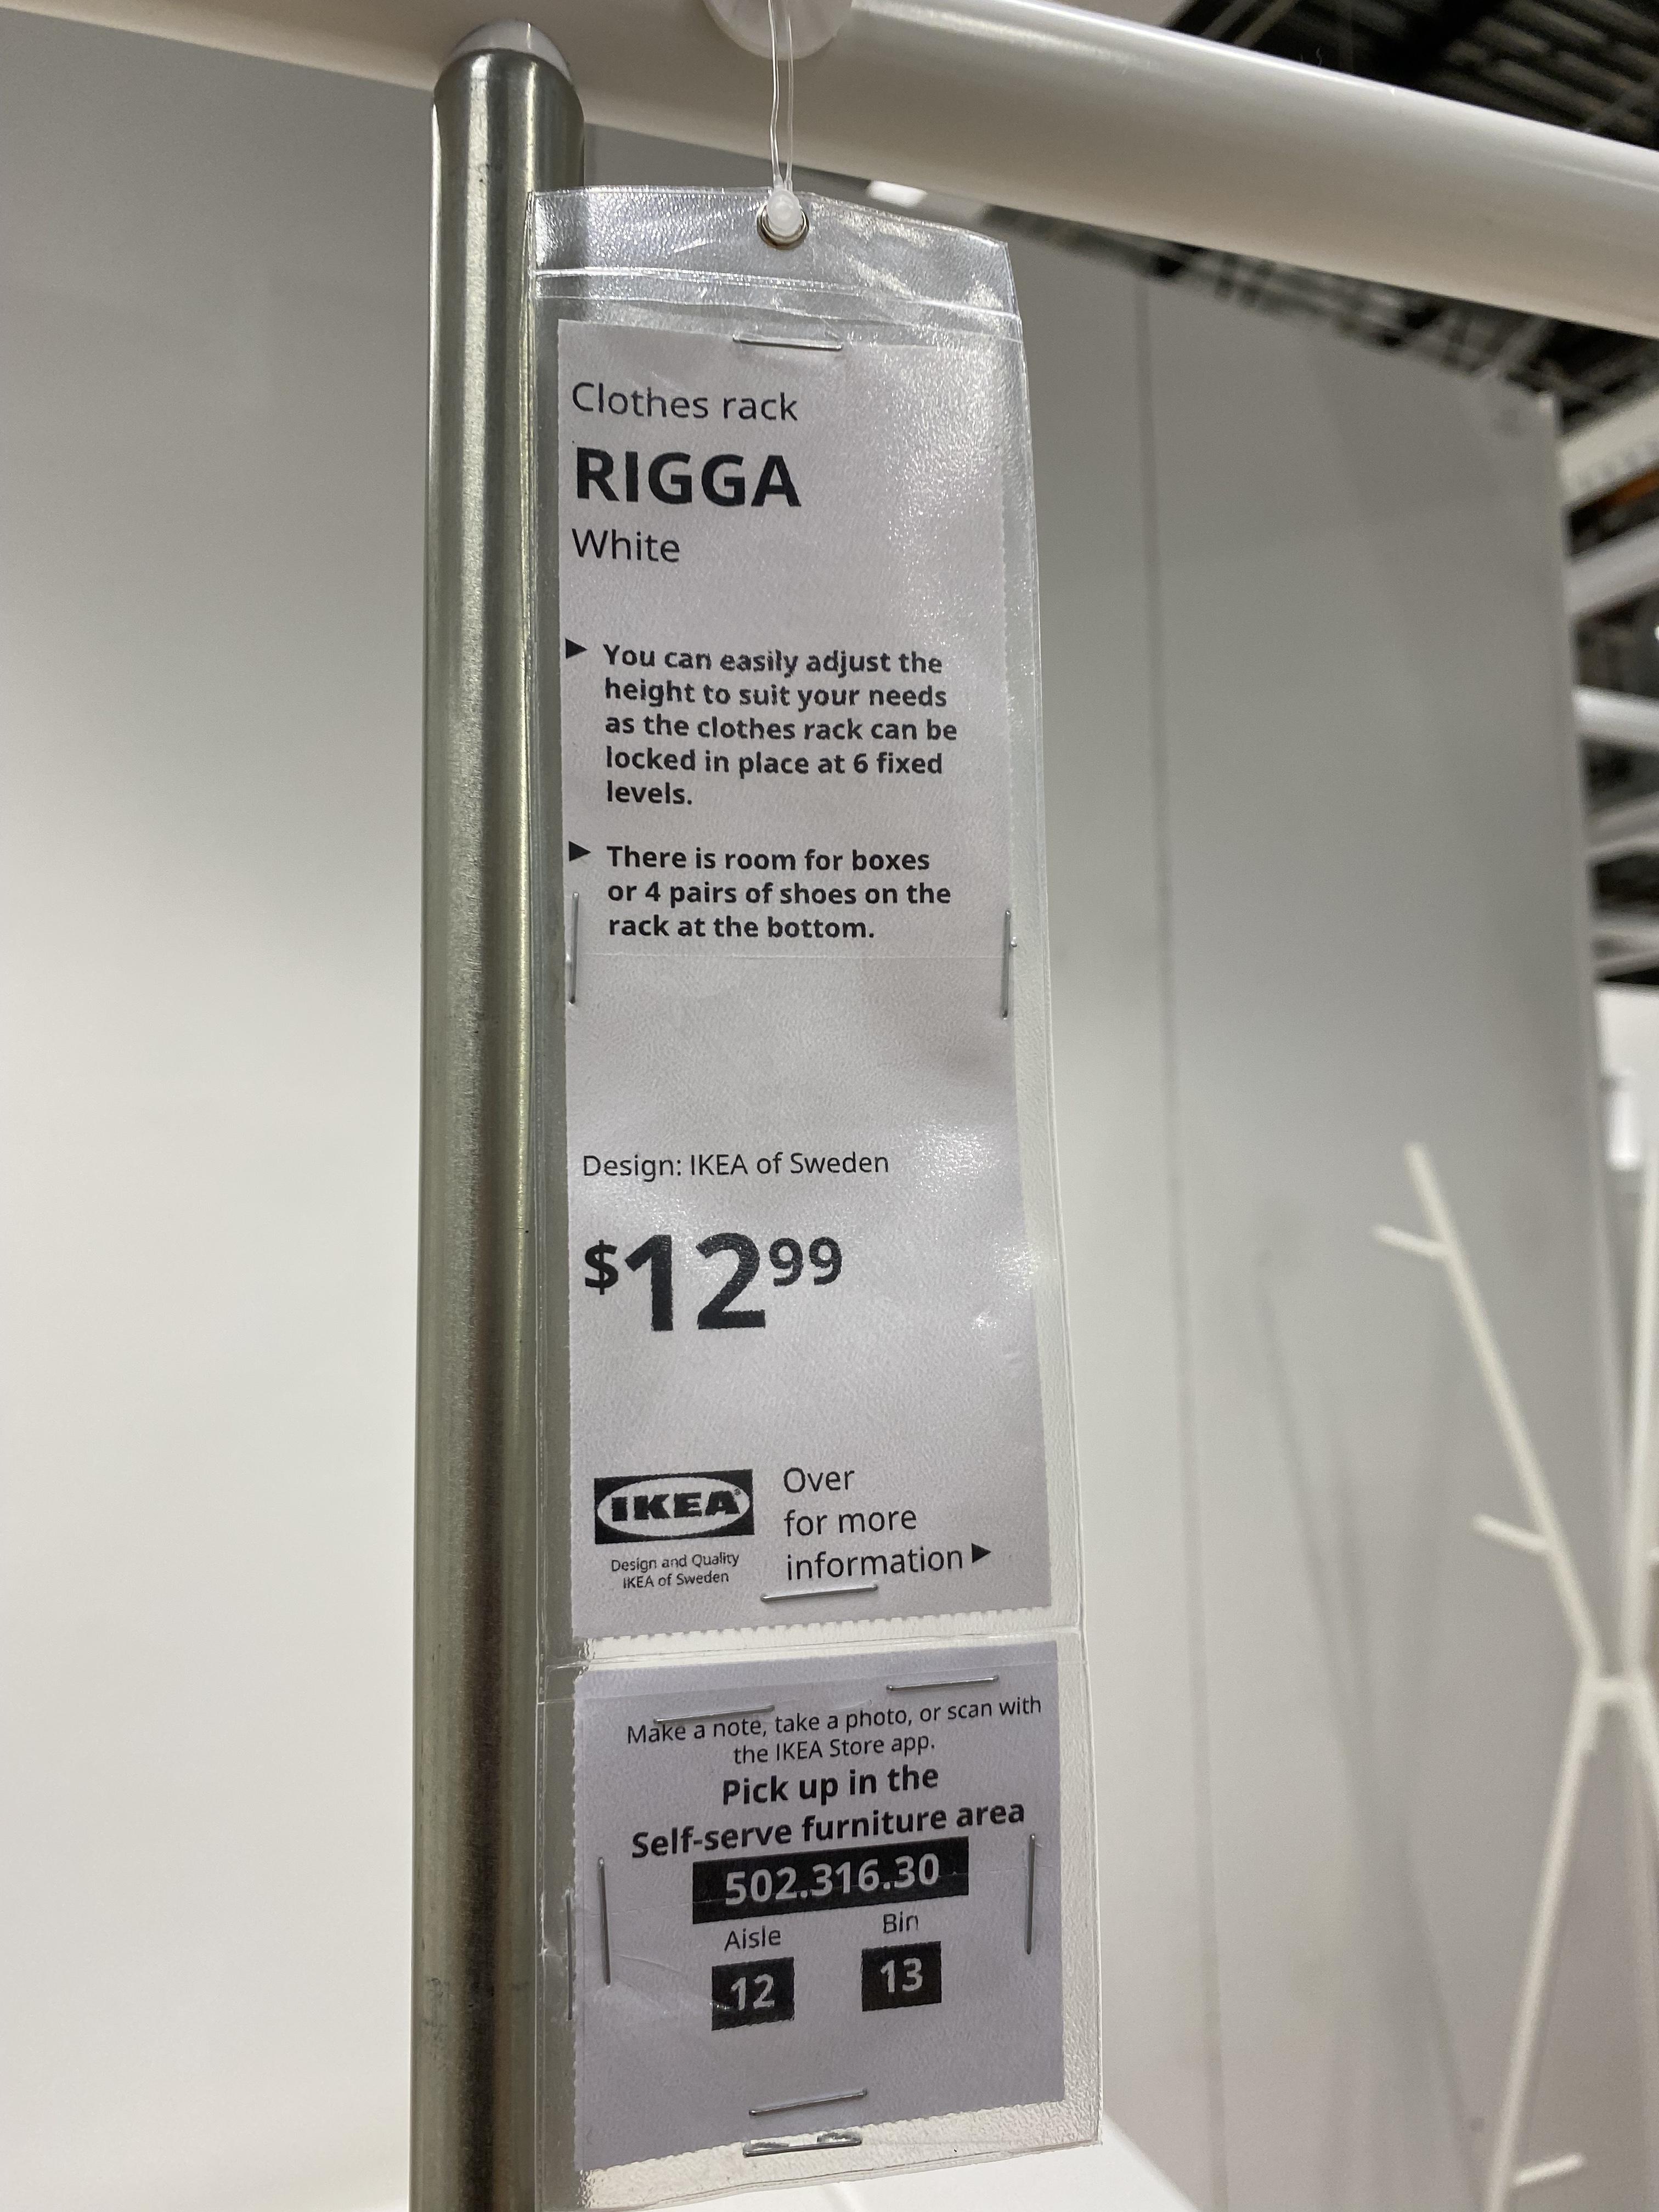 Clothes rack
RIGGA
White
▶ You can easily adjust the
height to suit your needs
as the clothes rack can be
locked in place at 6 fixed
levels.
▶ There is room for boxes
or 4 pairs of shoes on the
rack at the bottom.
Design: IKEA of Sweden
$12⁹⁹
IKEA®
Design and Quality
IKEA of Sweden
Over
for more
information ▶
Make a note, take a photo, or scan with
the IKEA Store app.
Pick up in the
Self-serve furniture area
502.316.30
Aisle Bin
12 13